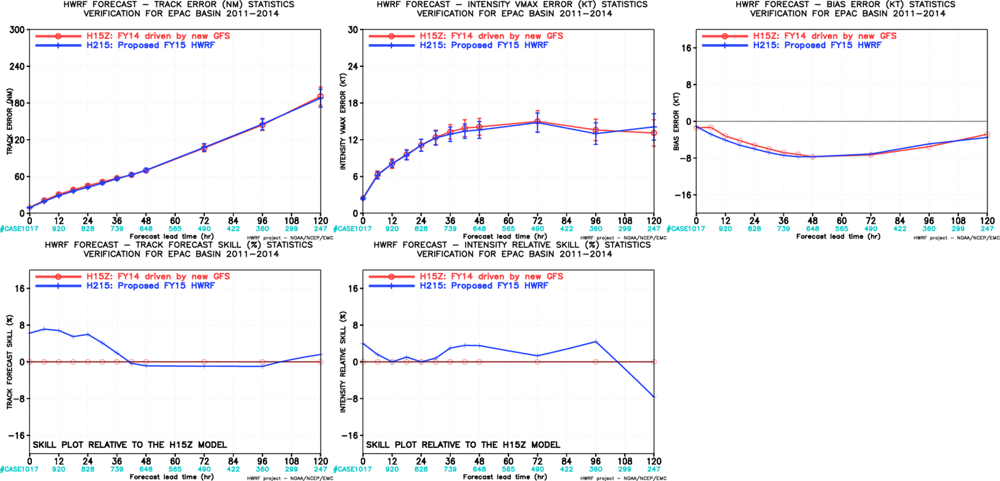 HWRF FORECAST – TRACK ERROR (NM) STATISTICS
VERIFICATION FOR EPAC BASIN 2011–2014
H15Z: FY14 driven by new GFS
H215: Proposed FY15 HWRF
TRACK ERROR (NM)
300
240
180
120
60
0
0 12 24 36 48 60 72 84 96 108 120
#CASE1017 920 828 739 648 565 490 422 360 299 247
Forecast lead time (hr)
HWRF project – NOAA/NCEP/EMC
HWRF FORECAST – INTENSITY VMAX ERROR (KT) STATISTICS
VERIFICATION FOR EPAC BASIN 2011–2014
H15Z: FY14 driven by new GFS
H215: Proposed FY15 HWRF
INTENSITY VMAX ERROR (KT)
30
24
18
12
6
0
0 12 24 36 48 60 72 84 96 108 120
#CASE1017 920 828 739 648 565 490 422 360 299 247
Forecast lead time (hr)
HWRF project – NOAA/NCEP/EMC
HWRF FORECAST – BIAS ERROR (KT) STATISTICS
VERIFICATION FOR EPAC BASIN 2011–2014
H15Z: FY14 driven by new GFS
H215: Proposed FY15 HWRF
BIAS ERROR (KT)
16
8
0
–8
–16
0 12 24 36 48 60 72 84 96 108 120
#CASE1017 920 828 739 648 565 490 422 360 299 247
Forecast lead time (hr)
HWRF project – NOAA/NCEP/EMC
HWRF FORECAST – TRACK FORECAST SKILL (%) STATISTICS
VERIFICATION FOR EPAC BASIN 2011–2014
H15Z: FY14 driven by new GFS
H215: Proposed FY15 HWRF
TRACK FORECAST SKILL (%)
16
8
0
–8
–16
SKILL PLOT RELATIVE TO THE H15Z MODEL
0 12 24 36 48 60 72 84 96 108 120
#CASE1017 920 828 739 648 565 490 422 360 299 247
Forecast lead time (hr)
HWRF project – NOAA/NCEP/EMC
HWRF FORECAST – INTENSITY RELATIVE SKILL (%) STATISTICS
VERIFICATION FOR EPAC BASIN 2011–2014
H15Z: FY14 driven by new GFS
H215: Proposed FY15 HWRF
INTENSITY RELATIVE SKILL (%)
16
8
0
–8
–16
SKILL PLOT RELATIVE TO THE H15Z MODEL
0 12 24 36 48 60 72 84 96 108 120
#CASE1017 920 828 739 648 565 490 422 360 299 247
Forecast lead time (hr)
HWRF project – NOAA/NCEP/EMC